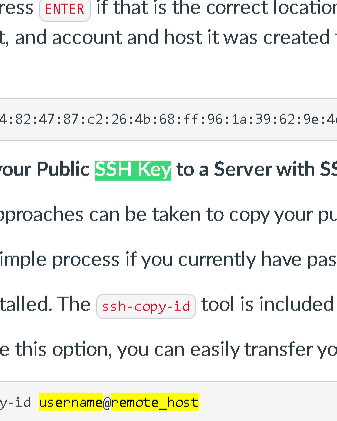 ress ENTER if that is the correct location
t, and account and host it was created
4:82:47:87:c2:26:4b:68:ff:96:1a:39:62:9e:4
your Public SSH Key to a Server with SS
pproaches can be taken to copy your pu
imple process if you currently have pas
talled. The ssh-copy-id tool is included
e this option, you can easily transfer yo
y-id username@remote_host